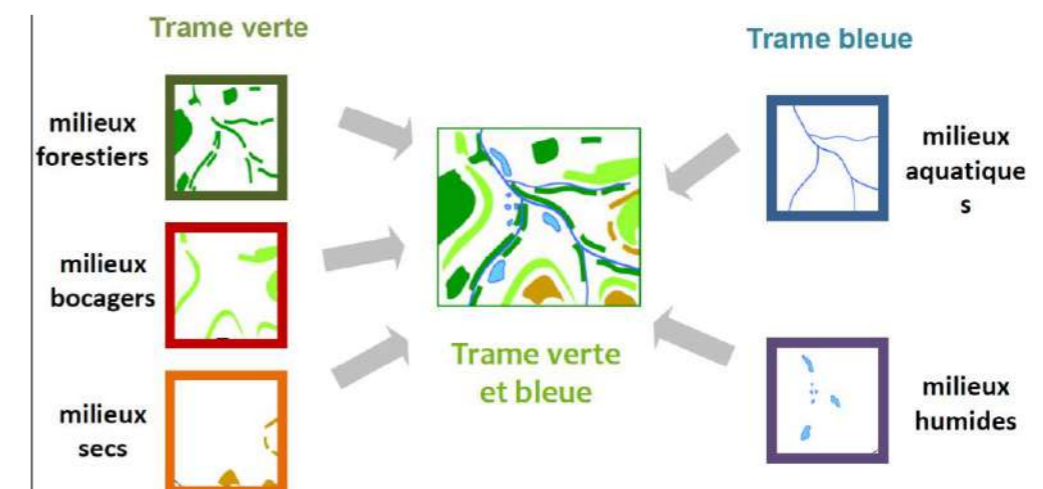 Trame verte
milieux
forestiers
milieux
bocagers
milieux
secs
Trame verte
et bleue
Trame bleue
milieux
aquatique
s
milieux
humides